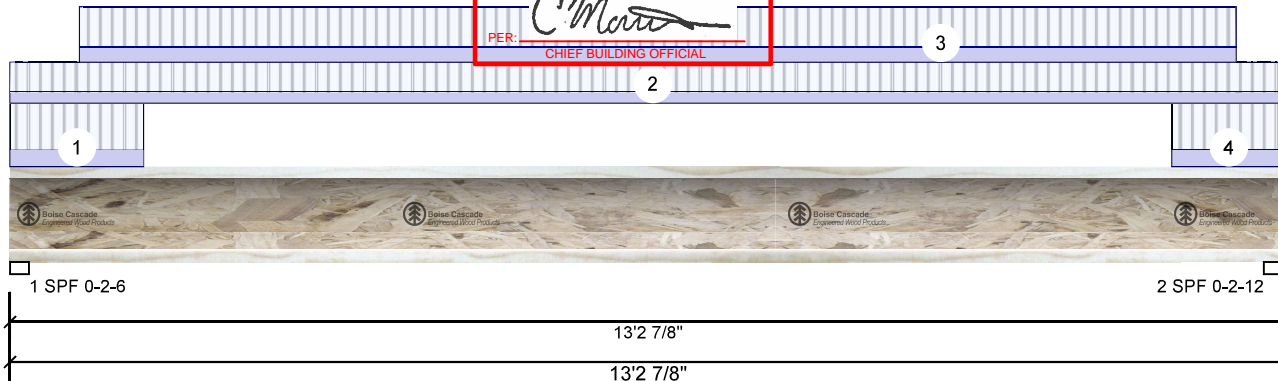 PER:
CHIEF BUILDING OFFICIAL
3
2
1
4
Boise Cascade
Engineered Wood Products
Boise Cascade
Engineered Wood Products
Boise Cascade
Engineered Wood Products
Boise Cascade
Engineered Wood Products
1 SPF 0-2-6
2 SPF 0-2-12
13'2 7/8"
13'2 7/8"